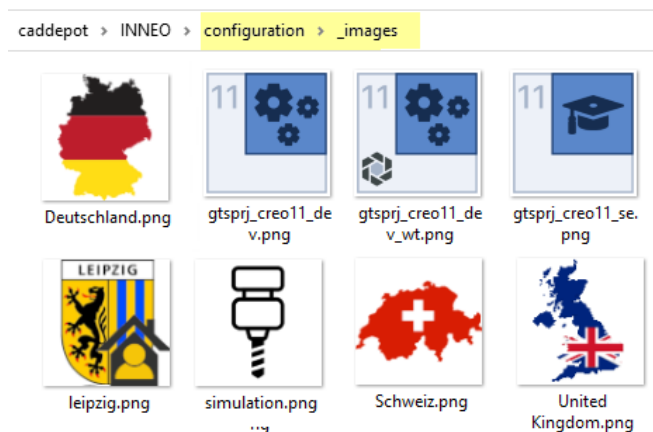 caddepot > INNEO > configuration > _images
11
11
11
Deutschland.png
gtsprj_creo11_de
v.png
gtsprj_creo11_de
v_wt.png
gtsprj_creo11_se.
png
LEIPZIG
leipzig.png
simulation.png
Schweiz.png
United
Kingdom.png